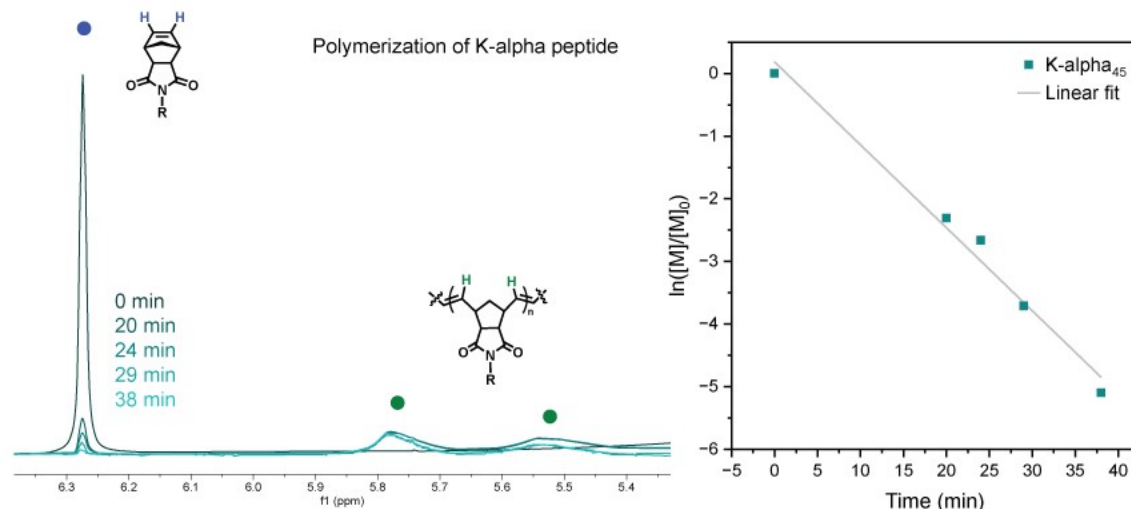 Polymerization of K-alpha peptide
H H
O N O
R
0 min
20 min
24 min
29 min
38 min
H H
n
O N O
R
6.3 6.2 6.1 6.0 5.9 5.8 5.7 5.6 5.5 5.4
f1 (ppm)
K-alpha45
Linear fit
ln([M]/[M]0)
0
−1
−2
−3
−4
−5
−6
−5 0 5 10 15 20 25 30 35 40
Time (min)